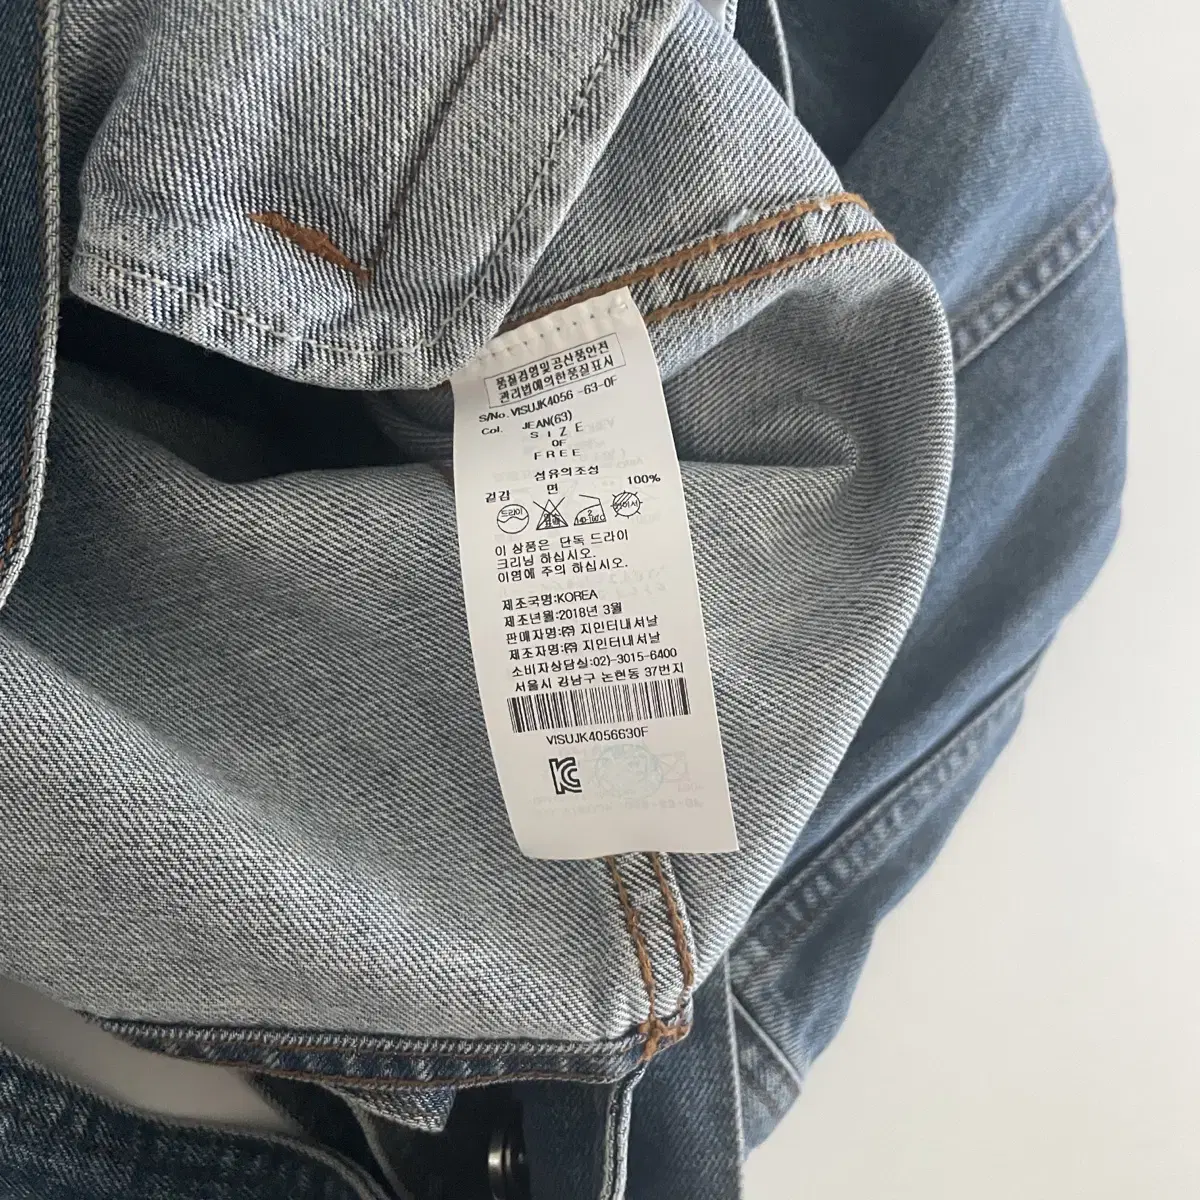 품질경영및공산품안전
관리법에의한품질표시
S/No. VISUJK4056 -63-0F
Col. JEAN(63)
SIZE
OF
FREE
섬유의조성
겉감 면 100%
드라이
2
이 상품은 단독 드라이
크리닝 하십시오.
이염에 주의 하십시오.
제조국명:KOREA
제조년월:2018년 3월
판매자명:㈜ 지인터내셔날
제조자명:㈜ 지인터내셔날
소비자상담실:02)-3015-6400
서울시 강남구 논현동 37번지
VISUJK4056630F